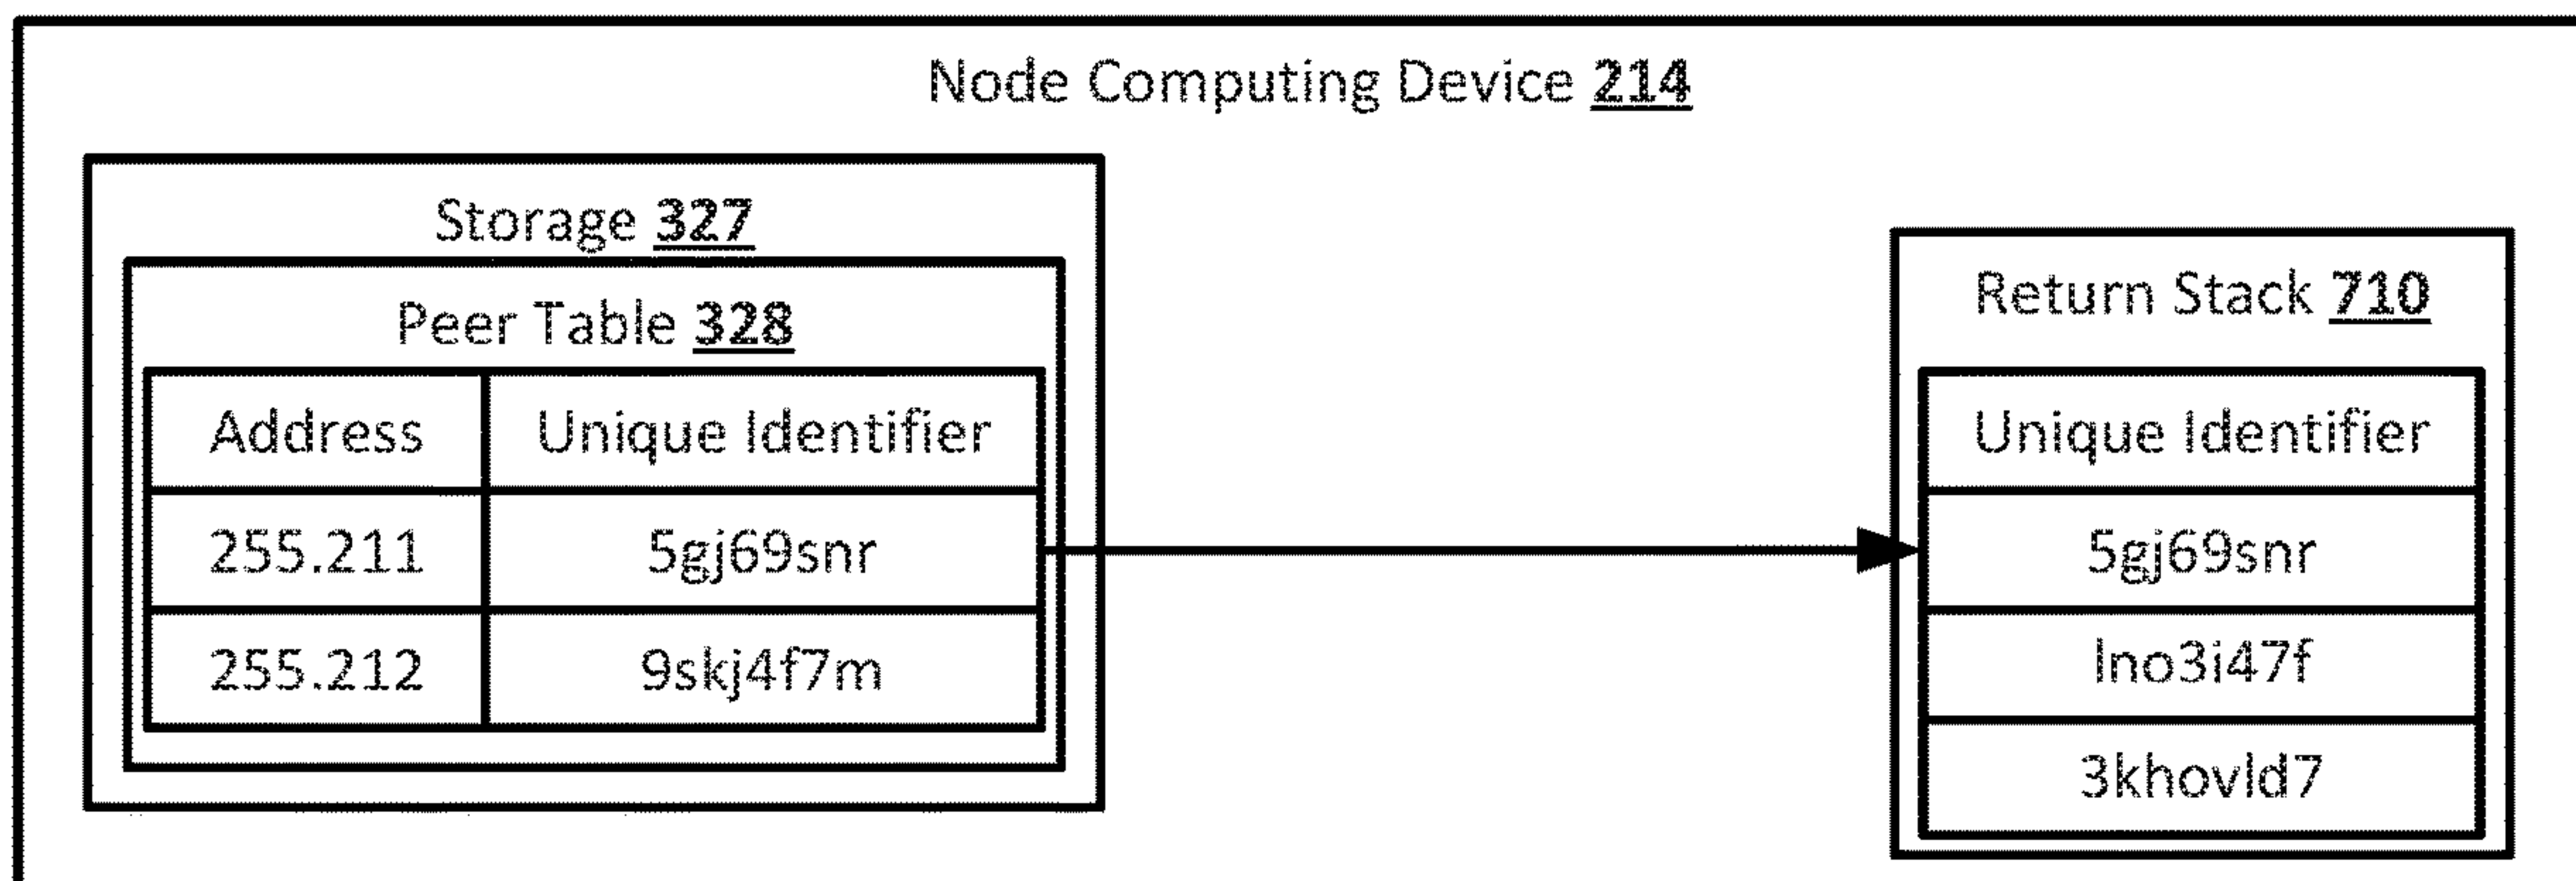 Node Computing Device 214
Storage 327
Peer Table 328
Address Unique Identifier
255.211 5gj69snr
255.212 9skj4f7m
Return Stack 710
Unique Identifier
5gj69snr
lno3i47f
3khovld7